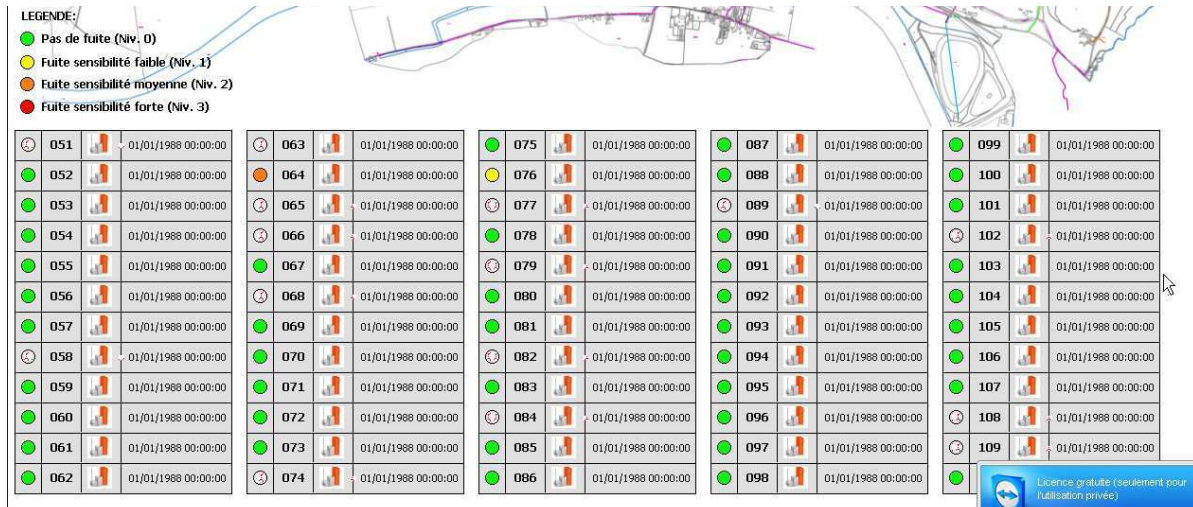 LEGENDE:
Pas de fuite (Niv. 0)
Fuite sensibilité faible (Niv. 1)
Fuite sensibilité moyenne (Niv. 2)
Fuite sensibilité forte (Niv. 3)
051 01/01/1988 00:00:00 063 01/01/1988 00:00:00 075 01/01/1988 00:00:00 087 01/01/1988 00:00:00 099 01/01/1988 00:00:00
052 01/01/1988 00:00:00 064 01/01/1988 00:00:00 076 01/01/1988 00:00:00 088 01/01/1988 00:00:00 100 01/01/1988 00:00:00
053 01/01/1988 00:00:00 065 01/01/1988 00:00:00 077 01/01/1988 00:00:00 089 01/01/1988 00:00:00 101 01/01/1988 00:00:00
054 01/01/1988 00:00:00 066 01/01/1988 00:00:00 078 01/01/1988 00:00:00 090 01/01/1988 00:00:00 102 01/01/1988 00:00:00
055 01/01/1988 00:00:00 067 01/01/1988 00:00:00 079 01/01/1988 00:00:00 091 01/01/1988 00:00:00 103 01/01/1988 00:00:00
056 01/01/1988 00:00:00 068 01/01/1988 00:00:00 080 01/01/1988 00:00:00 092 01/01/1988 00:00:00 104 01/01/1988 00:00:00
057 01/01/1988 00:00:00 069 01/01/1988 00:00:00 081 01/01/1988 00:00:00 093 01/01/1988 00:00:00 105 01/01/1988 00:00:00
058 01/01/1988 00:00:00 070 01/01/1988 00:00:00 082 01/01/1988 00:00:00 094 01/01/1988 00:00:00 106 01/01/1988 00:00:00
059 01/01/1988 00:00:00 071 01/01/1988 00:00:00 083 01/01/1988 00:00:00 095 01/01/1988 00:00:00 107 01/01/1988 00:00:00
060 01/01/1988 00:00:00 072 01/01/1988 00:00:00 084 01/01/1988 00:00:00 096 01/01/1988 00:00:00 108 01/01/1988 00:00:00
061 01/01/1988 00:00:00 073 01/01/1988 00:00:00 085 01/01/1988 00:00:00 097 01/01/1988 00:00:00 109 01/01/1988 00:00:00
062 01/01/1988 00:00:00 074 01/01/1988 00:00:00 086 01/01/1988 00:00:00 098 01/01/1988 00:00:00
Licence gratuite (seulement pour
l'utilisation privée)